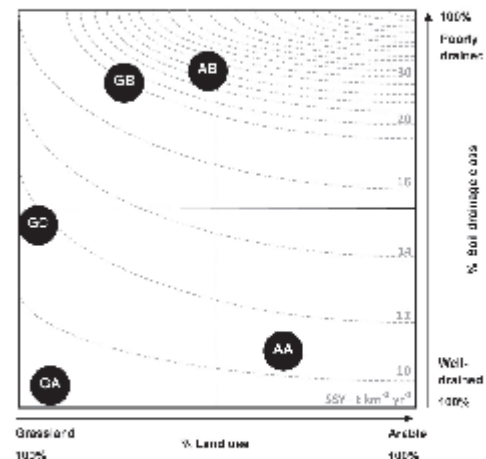 100%
Poorly
drained
AB
GB
30
20
16
% Soil drainage class
GD
14
12
AA
10
Well-
drained
GA
SSY t km⁻² yr⁻¹
100%
Grassland
% Land use
Arable
100%
100%